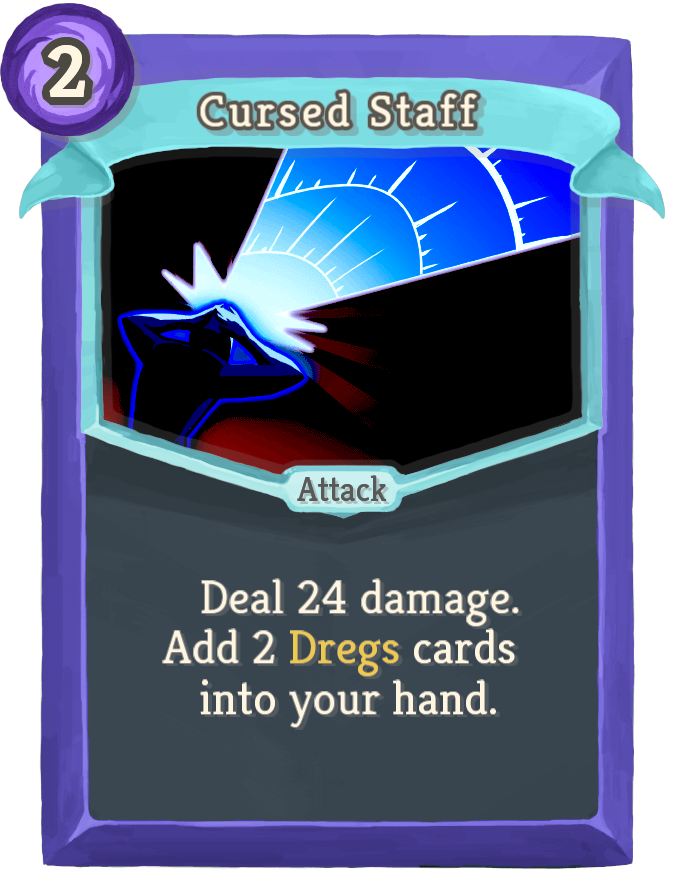 2
Cursed Staff
Attack
Deal 24 damage.
Add 2 Dregs cards
into your hand.